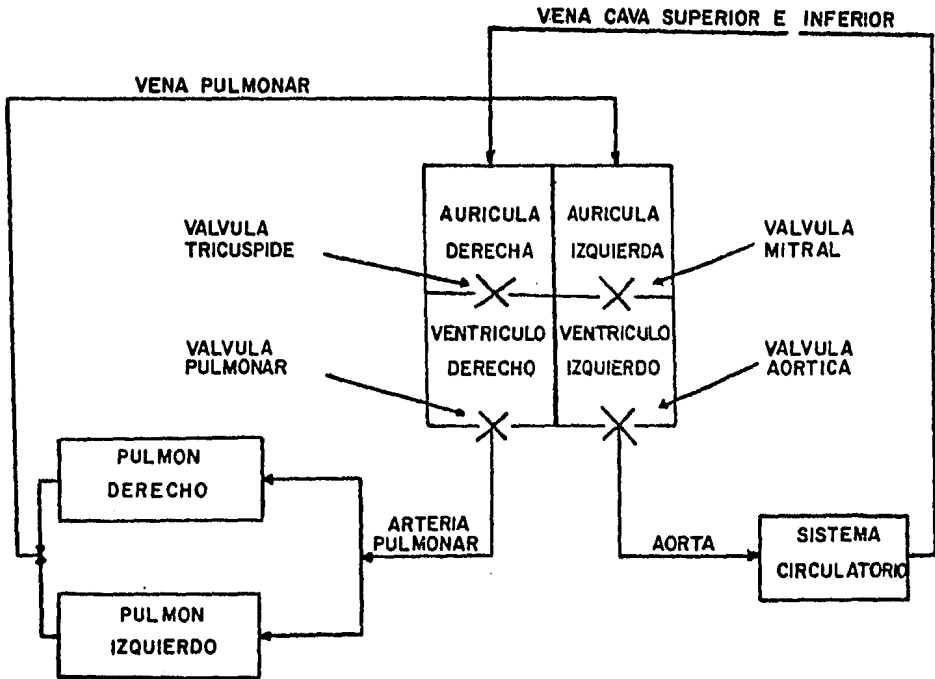 VENA CAVA SUPERIOR E INFERIOR
VENA PULMONAR
AURICULA
DERECHA
AURICULA
IZQUIERDA
VALVULA
TRICUSPIDE
VALVULA
MITRAL
VENTRICULO
DERECHO
VENTRICULO
IZQUIERDO
VALVULA
PULMONAR
VALVULA
AORTICA
PULMON
DERECHO
ARTERIA
PULMONAR
AORTA
SISTEMA
CIRCULATORIO
PULMON
IZQUIERDO